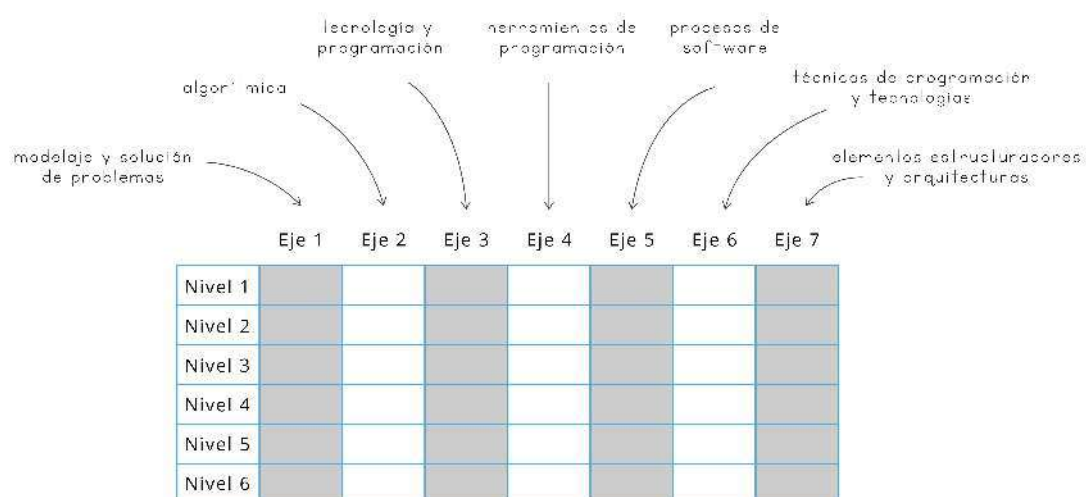 tecnología y
programación
herramientas de
programación
procesos de
software
algorítmica
técnicas de programación
y tecnologías
modelaje y solución
de problemas
elementos estructuradores
y arquitecturas
Eje 1 Eje 2 Eje 3 Eje 4 Eje 5 Eje 6 Eje 7
Nivel 1
Nivel 2
Nivel 3
Nivel 4
Nivel 5
Nivel 6